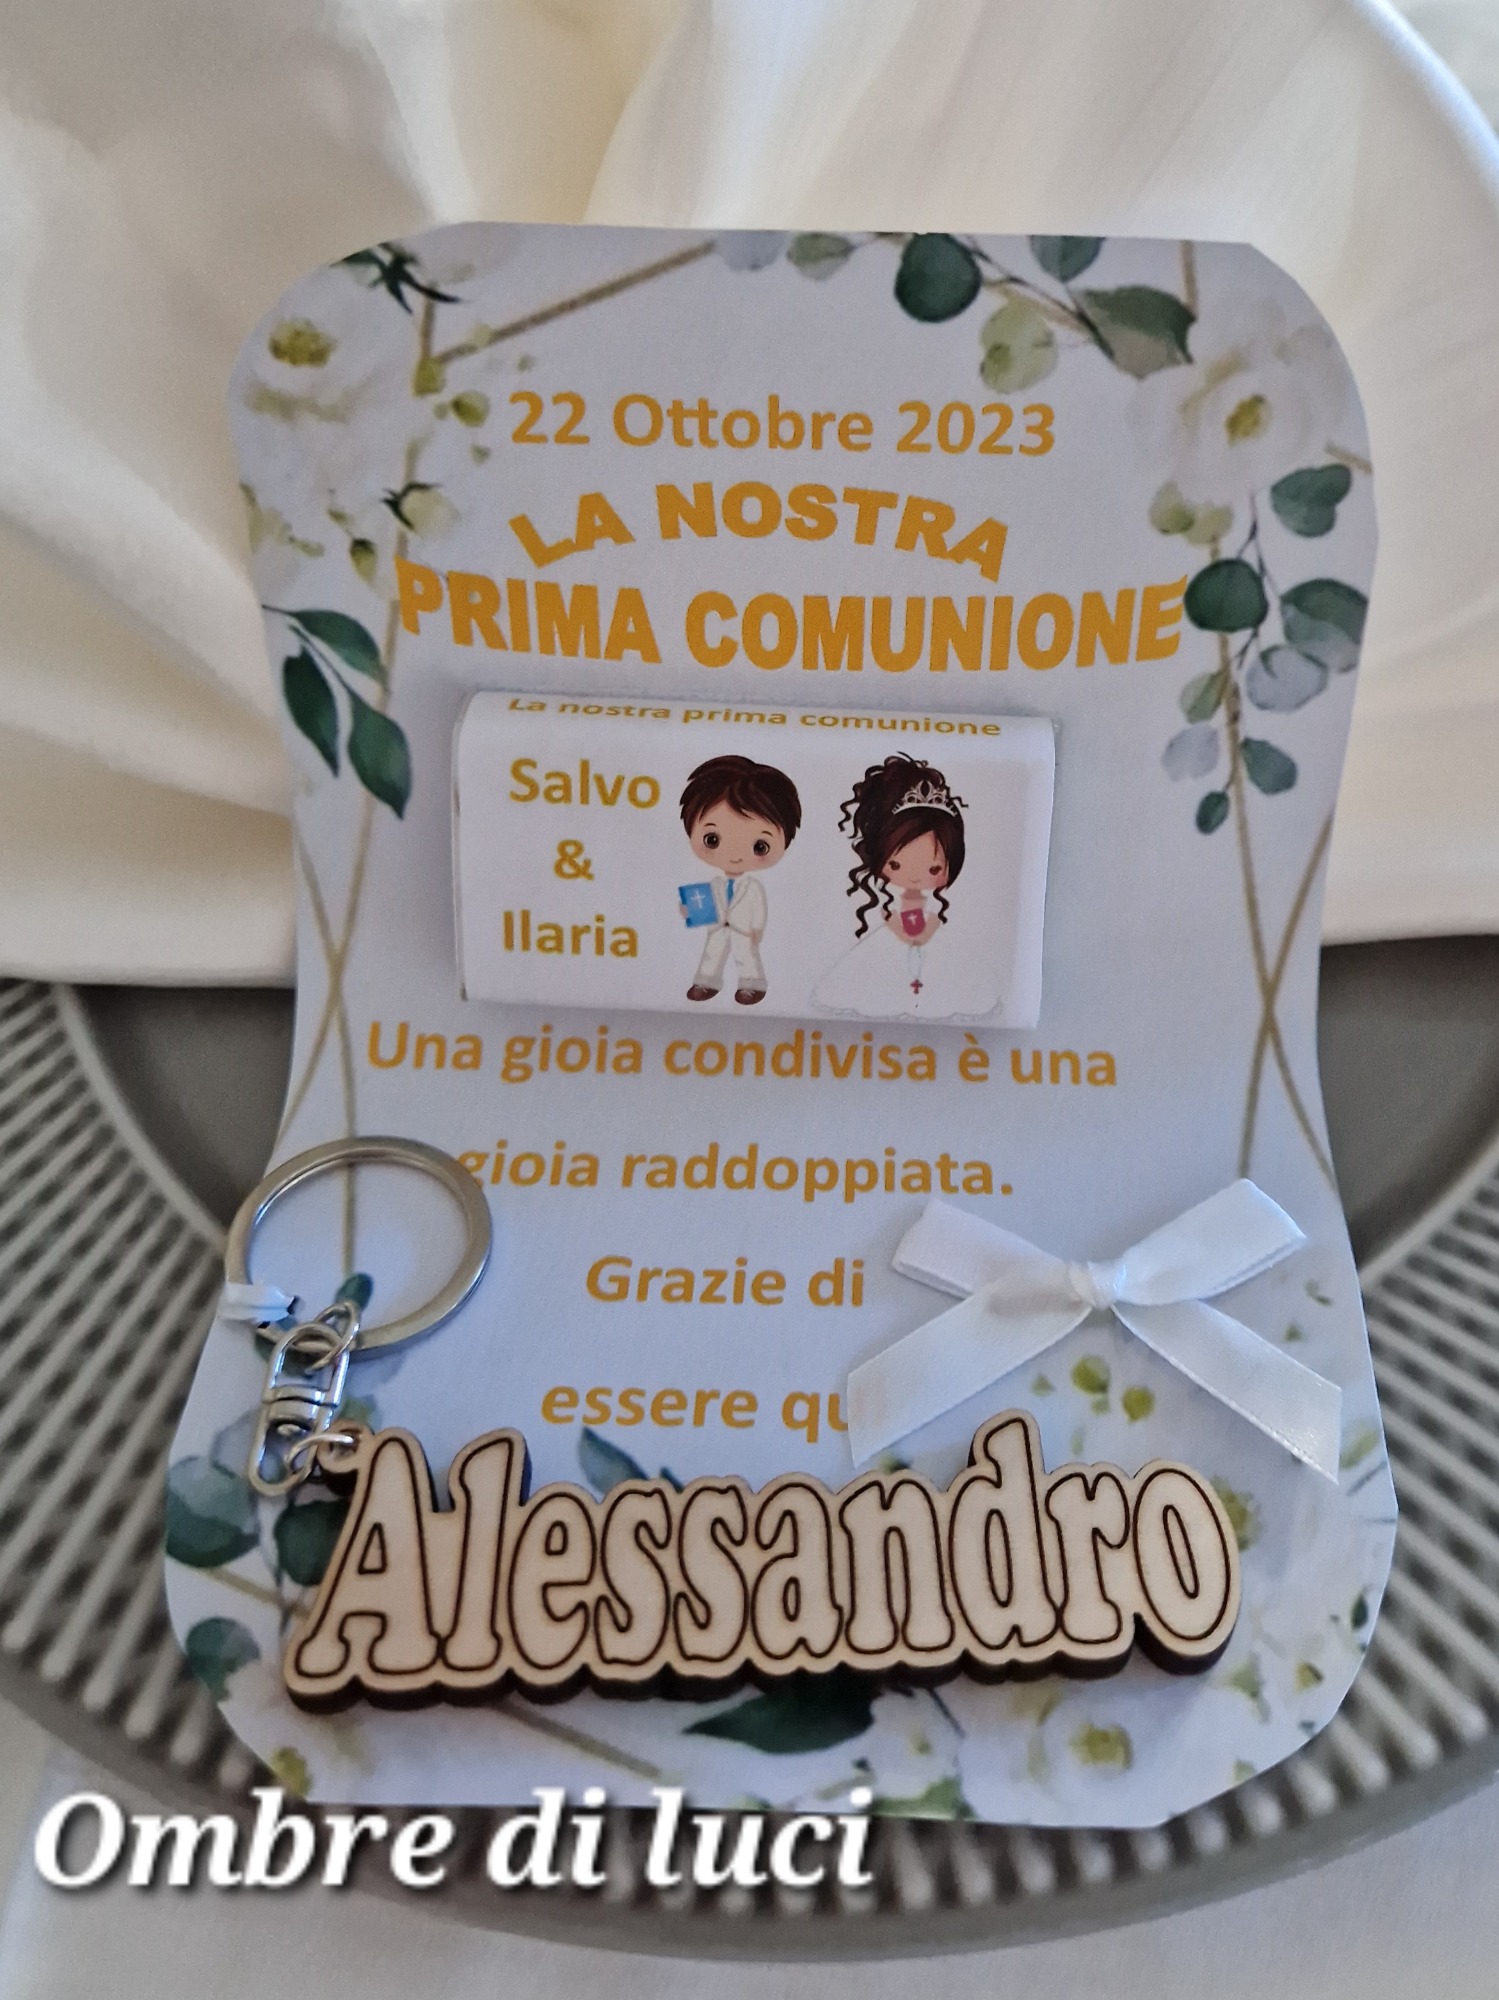 22 Ottobre 2023
LA NOSTRA
PRIMA COMUNIONE
La nostra prima comunione
Salvo
&
Ilaria
Una gioia condivisa è una
gioia raddoppiata.
Grazie di
essere
Alessandro
Ombre di luci